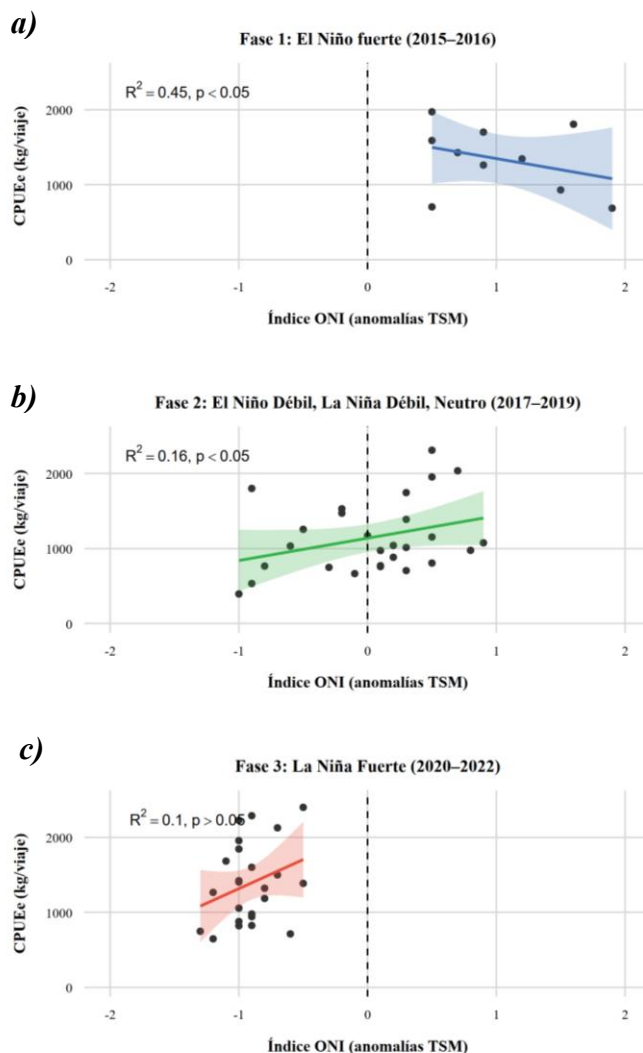 a)
Fase 1: El Niño fuerte (2015–2016)
R² = 0.45, p < 0.05
CPUEe (kg/viaje)
2000
1000
0
-2 -1 0 1 2
Índice ONI (anomalías TSM)
b)
Fase 2: El Niño Débil, La Niña Débil, Neutro (2017–2019)
R² = 0.16, p < 0.05
CPUEe (kg/viaje)
2000
1000
0
-2 -1 0 1 2
Índice ONI (anomalías TSM)
c)
Fase 3: La Niña Fuerte (2020–2022)
R² = 0.1, p > 0.05
CPUEe (kg/viaje)
2000
1000
0
-2 -1 0 1 2
Índice ONI (anomalías TSM)